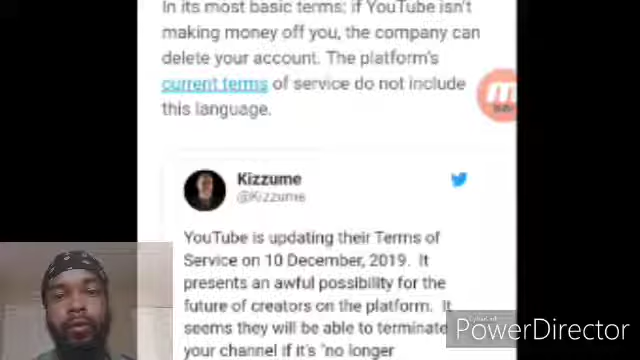 In its most basic terms: if YouTube isn't
making money off you, the company can
delete your account. The platform's
current terms of service do not include
this language.
Kizzume
@Kizzume
YouTube is updating their Terms of
Service on 10 December, 2019. It
presents an awful possibility for the
future of creators on the platform. It
seems they will be able to terminate
your channel if it's "no longer
PowerDirector